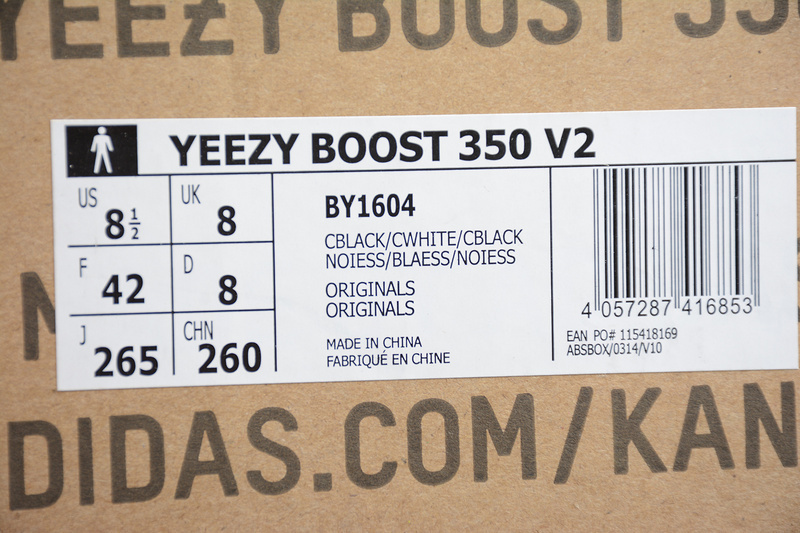 YEEZY BOOST 35
YEEZY BOOST 350 V2
US 8½
UK 8
F 42
D 8
J 265
CHN 260
BY1604
CBLACK/CWHITE/CBLACK
NOIESS/BLAESS/NOIESS
ORIGINALS
ORIGINALS
MADE IN CHINA
FABRIQUÉ EN CHINE
4 057287 416853
EAN PO# 115418169
ABSBOX/0314/V10
N
DIDAS.COM/KAN